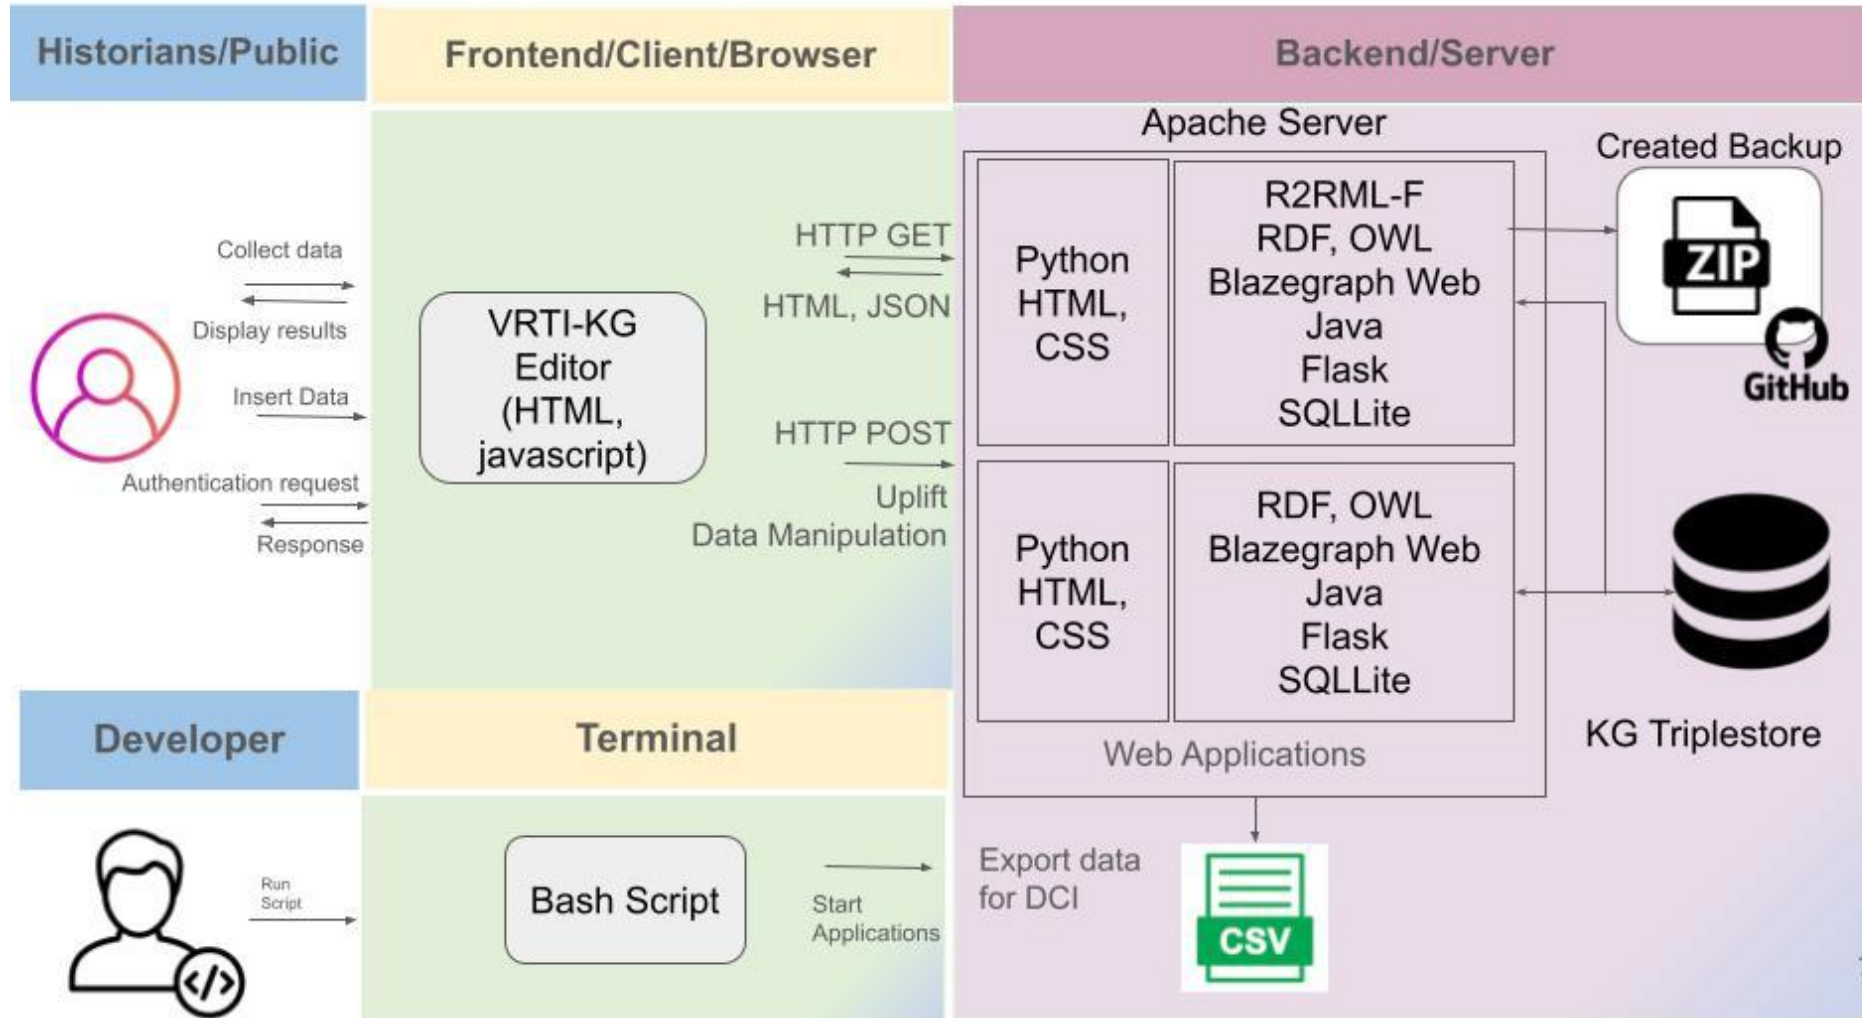 Historians/Public
Frontend/Client/Browser
Backend/Server
Collect data
Display results
Insert Data
Authentication request
Response
VRTI-KG
Editor
(HTML,
javascript)
HTTP GET
HTML, JSON
HTTP POST
Uplift
Data Manipulation
Apache Server
Python
HTML,
CSS
R2RML-F
RDF, OWL
Blazegraph Web
Java
Flask
SQLLite
Python
HTML,
CSS
RDF, OWL
Blazegraph Web
Java
Flask
SQLLite
Web Applications
Created Backup
ZIP
GitHub
KG Triplestore
Export data
for DCI
CSV
Developer
Terminal
Run
Script
</>
Bash Script
Start
Applications